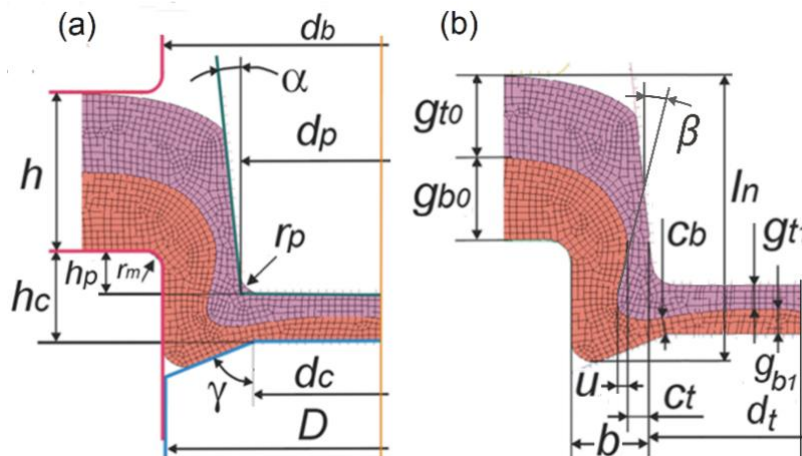 (a)
db
α
dp
h
rp
hp
rm
hc
γ
dc
D
(b)
gt0
β
gb0
ln
cb
gt1
gb1
u
ct
b
dt